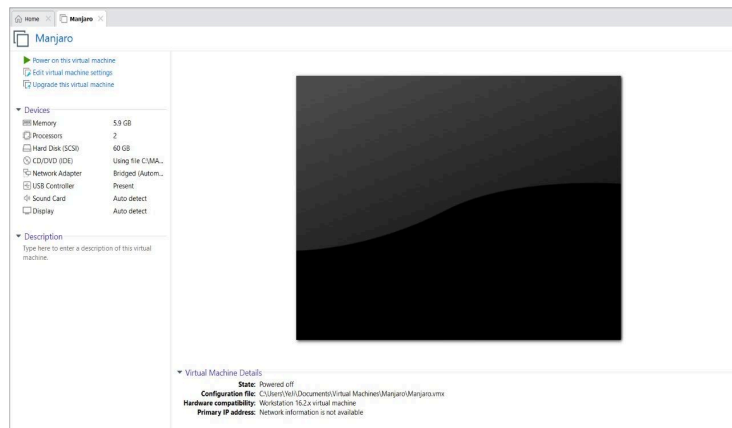 Home
Manjaro
Manjaro
Power on this virtual machine
Edit virtual machine settings
Upgrade this virtual machine
Devices
Memory 5.9 GB
Processors 2
Hard Disk (SCSI) 60 GB
CD/DVD (IDE) Using file C:\MA...
Network Adapter Bridged (Autom...
USB Controller Present
Sound Card Auto detect
Display Auto detect
Description
Type here to enter a description of this virtual
machine.
Virtual Machine Details
State: Powered off
Configuration file: C:\Users\YeJi\Documents\Virtual Machines\Manjaro\Manjaro.vmx
Hardware compatibility: Workstation 16.2.x virtual machine
Primary IP address: Network information is not available